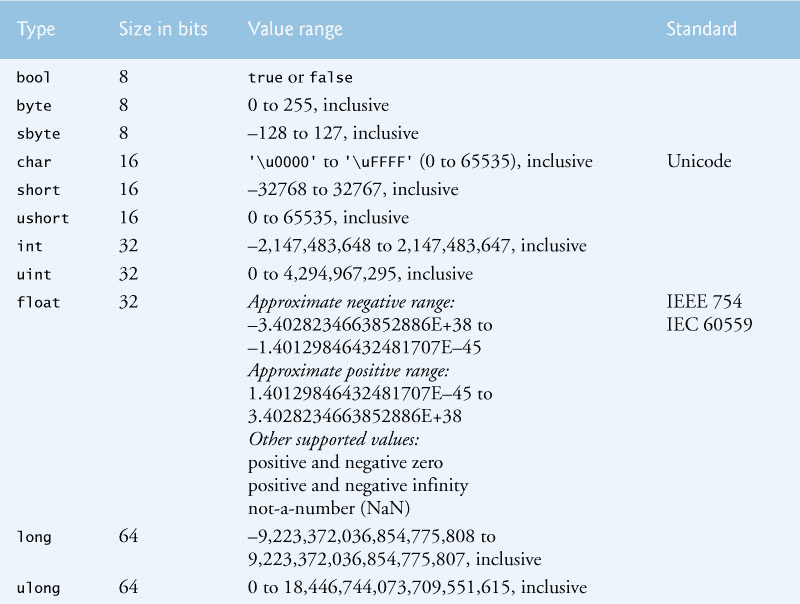 Type Size in bits Value range Standard
bool 8 true or false
byte 8 0 to 255, inclusive
sbyte 8 –128 to 127, inclusive
char 16 '\u0000' to '\uFFFF' (0 to 65535), inclusive Unicode
short 16 –32768 to 32767, inclusive
ushort 16 0 to 65535, inclusive
int 32 –2,147,483,648 to 2,147,483,647, inclusive
uint 32 0 to 4,294,967,295, inclusive
float 32 Approximate negative range: IEEE 754
–3.4028234663852886E+38 to IEC 60559
–1.40129846432481707E–45
Approximate positive range:
1.40129846432481707E–45 to
3.4028234663852886E+38
Other supported values:
positive and negative zero
positive and negative infinity
not-a-number (NaN)
long 64 –9,223,372,036,854,775,808 to
9,223,372,036,854,775,807, inclusive
ulong 64 0 to 18,446,744,073,709,551,615, inclusive